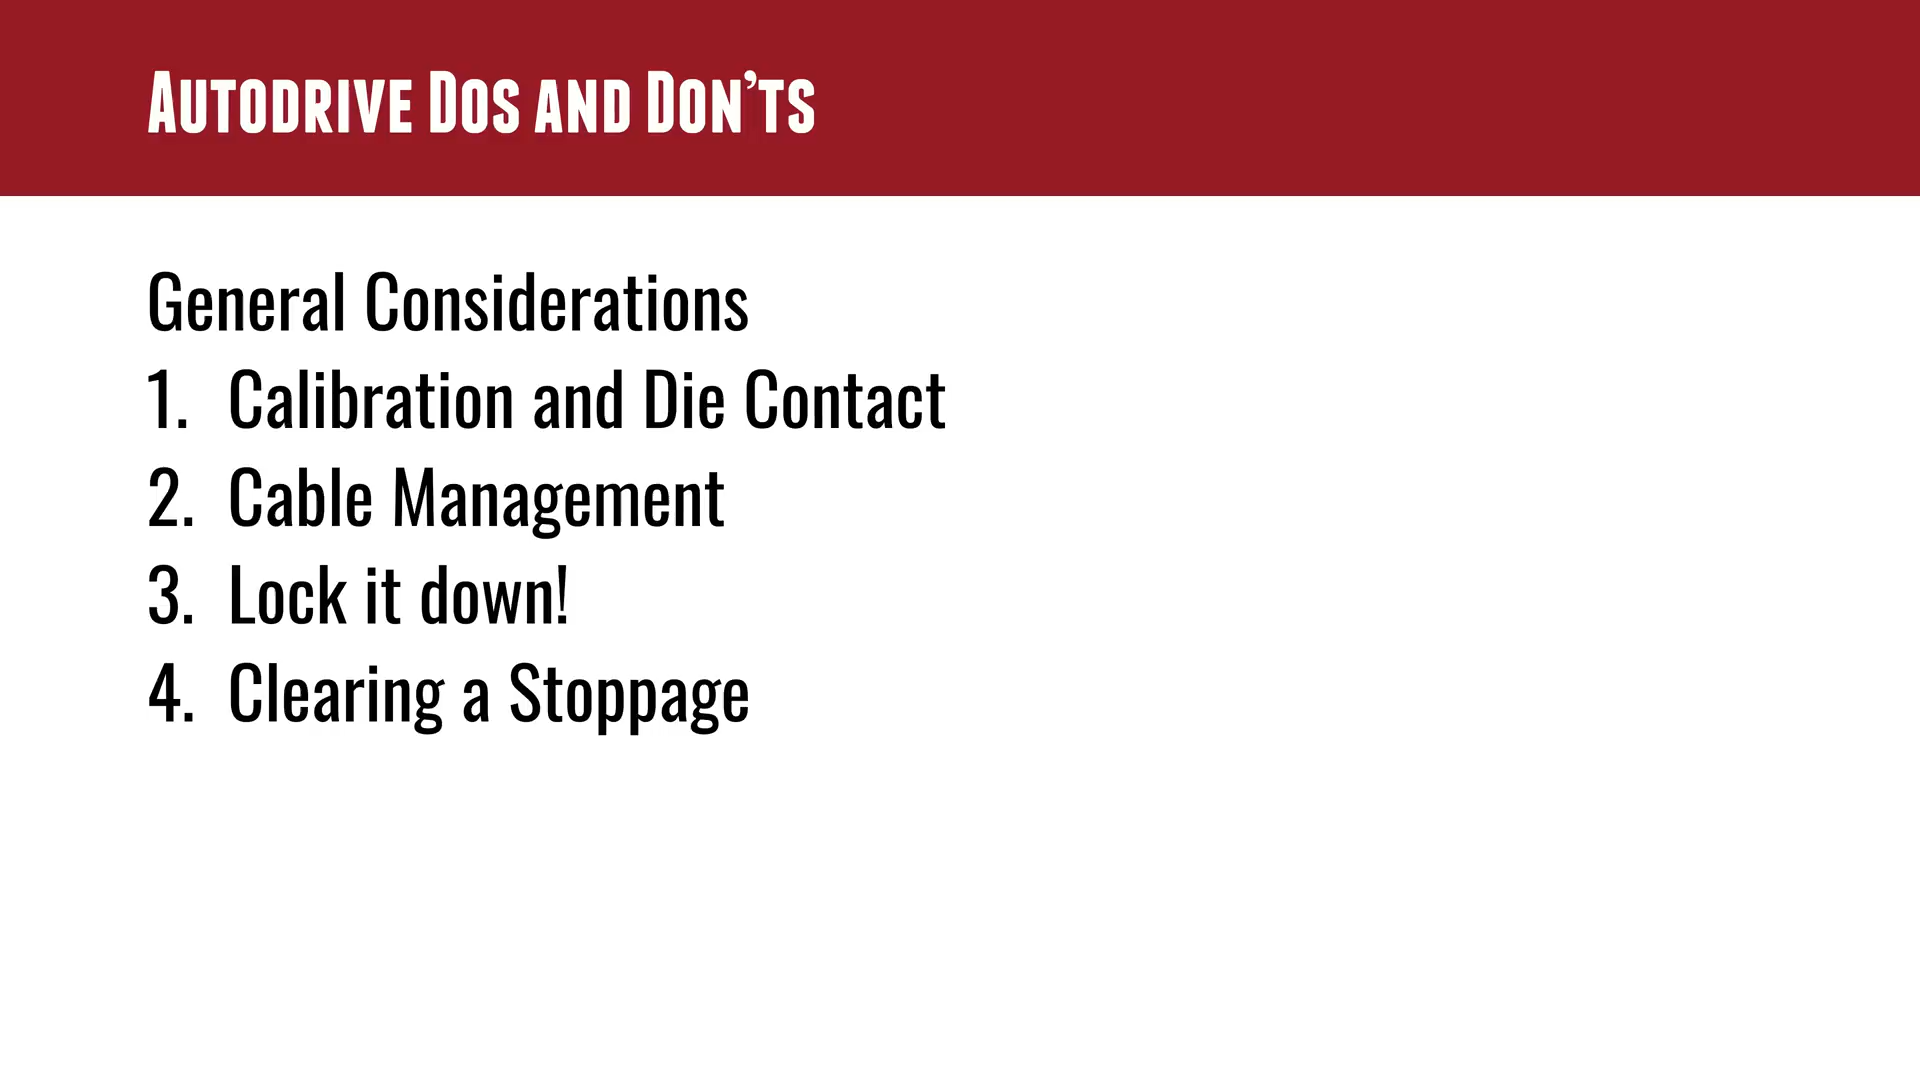 Autodrive Dos and Don’ts
General Considerations
1. Calibration and Die Contact
2. Cable Management
3. Lock it down!
4. Clearing a Stoppage